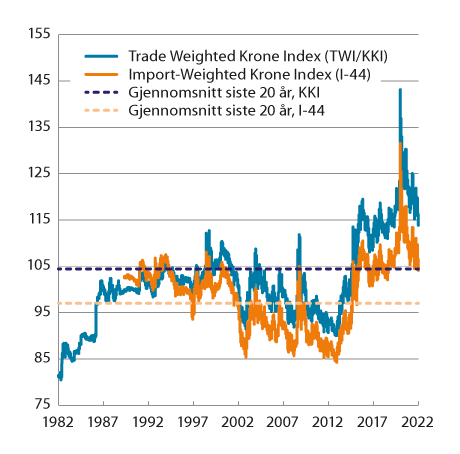 155
145
135
125
115
105
95
85
75
Trade Weighted Krone Index (TWI/KKI)
Import-Weighted Krone Index (I-44)
Gjennomsnitt siste 20 år, KKI
Gjennomsnitt siste 20 år, I-44
1982 1987 1992 1997 2002 2007 2012 2017 2022